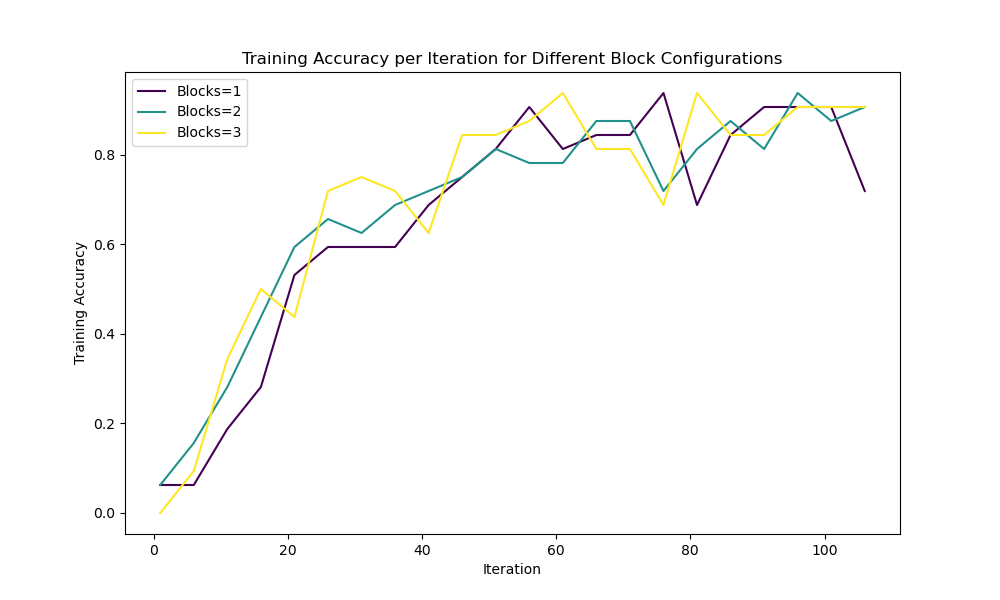 Training Accuracy per Iteration for Different Block Configurations
Blocks=1
Blocks=2
Blocks=3
Training Accuracy
0.8
0.6
0.4
0.2
0.0
0 20 40 60 80 100
Iteration